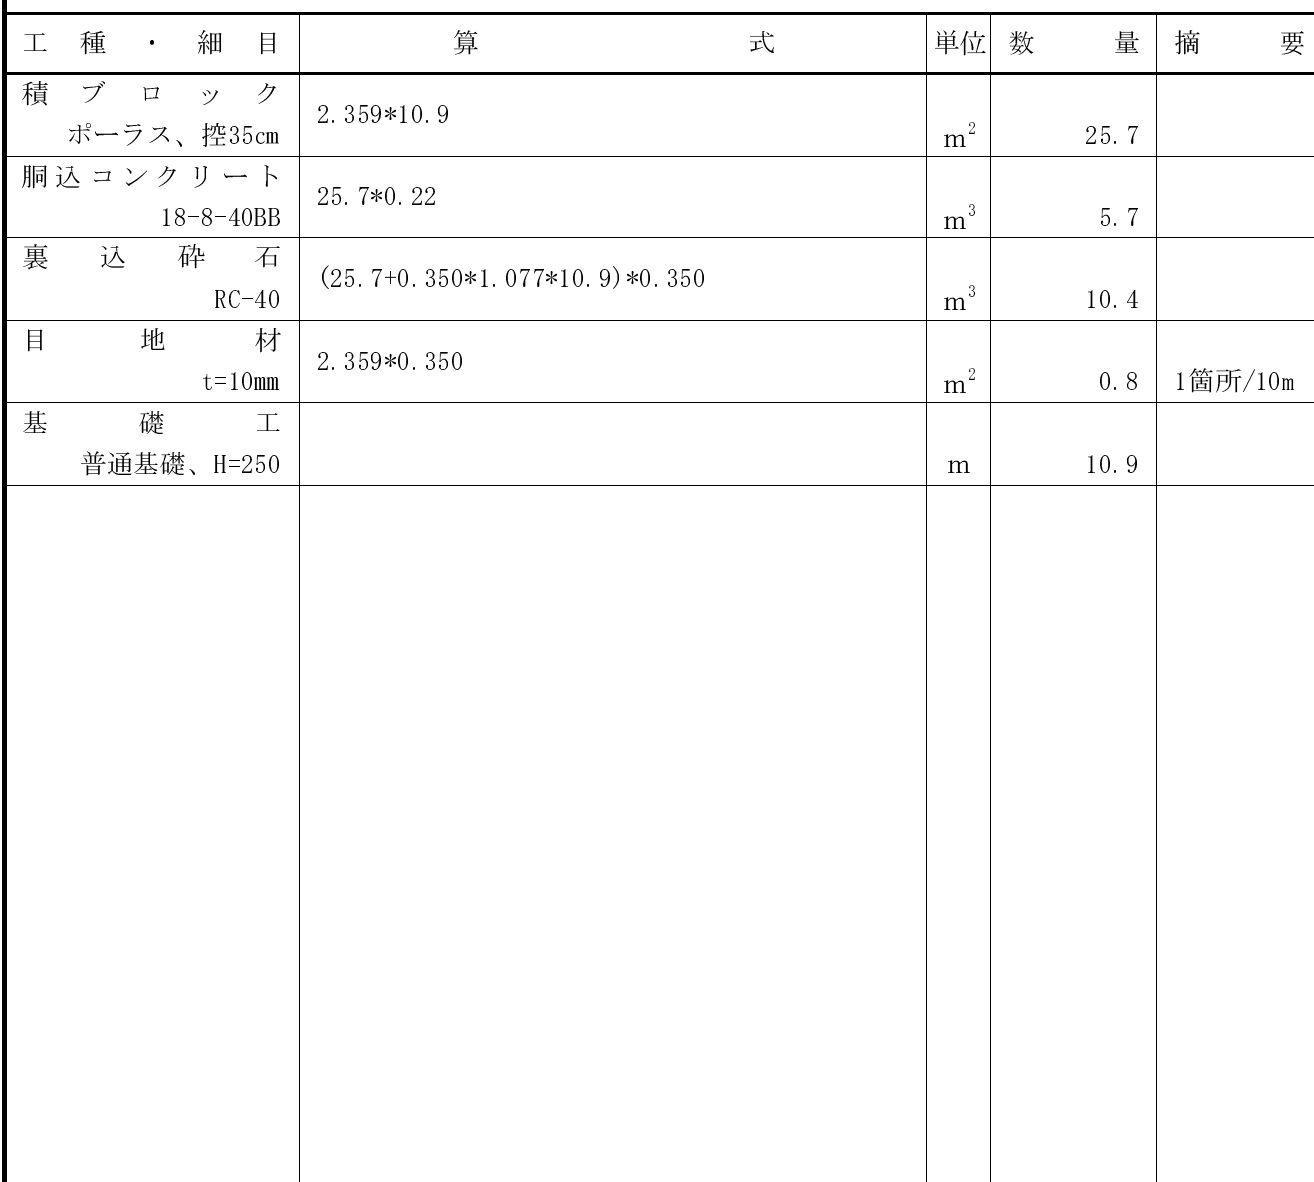 工種・細目 算式 単位 数量 摘要
積ブロック
2.359*10.9
ポーラス、控35cm m² 25.7
胴込コンクリート
25.7*0.22
18-8-40BB m³ 5.7
裏込砕石
(25.7+0.350*1.077*10.9)*0.350
RC-40 m³ 10.4
目地材
2.359*0.350
t=10mm m² 0.8 1箇所/10m
基礎工
普通基礎、H=250 m 10.9